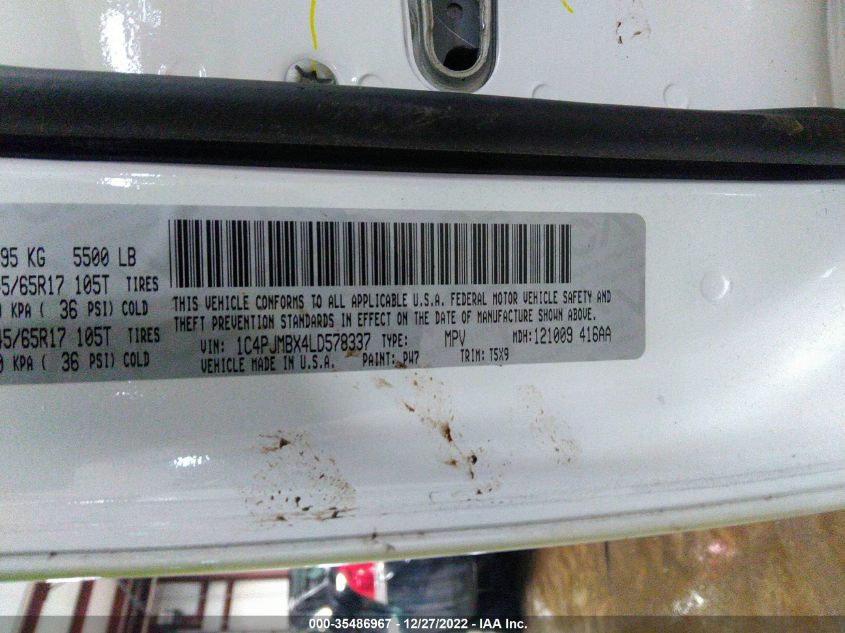 95 KG 5500 LB
5/65R17 105T TIRES
KPA ( 36 PSI) COLD
45/65R17 105T TIRES
0 KPA ( 36 PSI) COLD
THIS VEHICLE CONFORMS TO ALL APPLICABLE U.S.A. FEDERAL MOTOR VEHICLE SAFETY AND
THEFT PREVENTION STANDARDS IN EFFECT ON THE DATE OF MANUFACTURE SHOWN ABOVE.
VIN: 1C4PJMBX4LD578337 TYPE: MPV MDH:121009 416AA
VEHICLE MADE IN U.S.A. PAINT: PW7 TRIM: T5X9
000-35486967 - 12/27/2022 - IAA Inc.